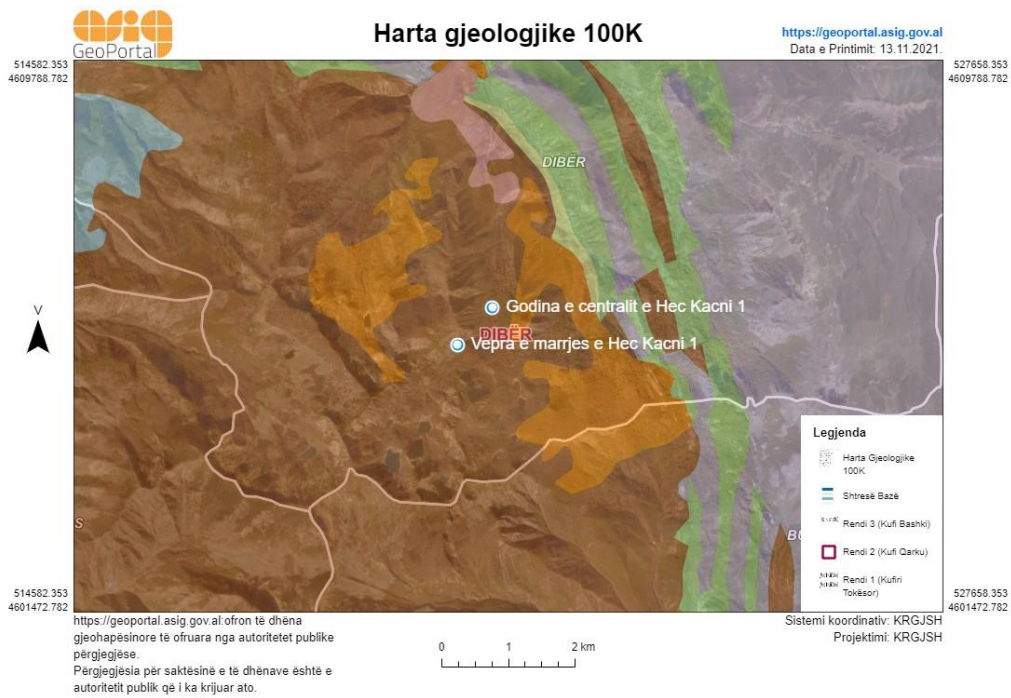 asig
GeoPortal
Harta gjeologjike 100K
https://geoportal.asig.gov.al
Data e Printimit: 13.11.2021.
514582.353
4609788.782
527658.353
4609788.782
DIBËR
Godina e centralit e Hec Kacni 1
DIBËR
Vepra e marrjes e Hec Kacni 1
V
S
BU
Legjenda
Harta Gjeologjike
100K
Shtresë Bazë
Rendi 3 (Kufi Bashki)
Rendi 2 (Kufi Qarku)
Rendi 1 (Kufiri
Tokësor)
514582.353
4601472.782
527658.353
4601472.782
https://geoportal.asig.gov.al:ofron të dhëna
gjeohapësinore të ofruara nga autoritetet publike
përgjegjëse.
Përgjegjësia për saktësinë e të dhënave është e
autoritetit publik që i ka krijuar ato.
0 1 2 km
Sistemi koordinativ: KRGJSH
Projektimi: KRGJSH